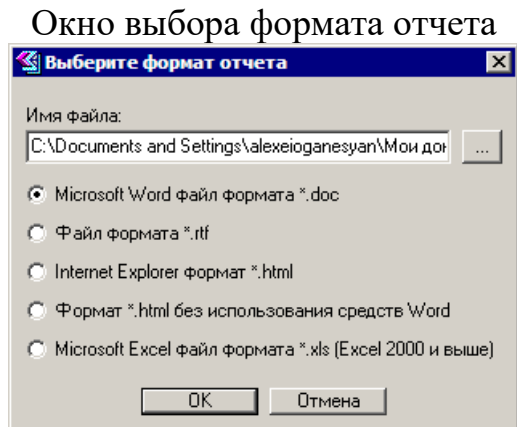 Окно выбора формата отчета
Выберите формат отчета
Имя файла:
C:\Documents and Settings\alexeioganesyan\Мои
...
Microsoft Word файл формата *.doc
Файл формата *.rtf
Internet Explorer формат *.html
Формат *.html без использования средств Word
Microsoft Excel файл формата *.xls (Excel 2000 и выше)
OK Отмена